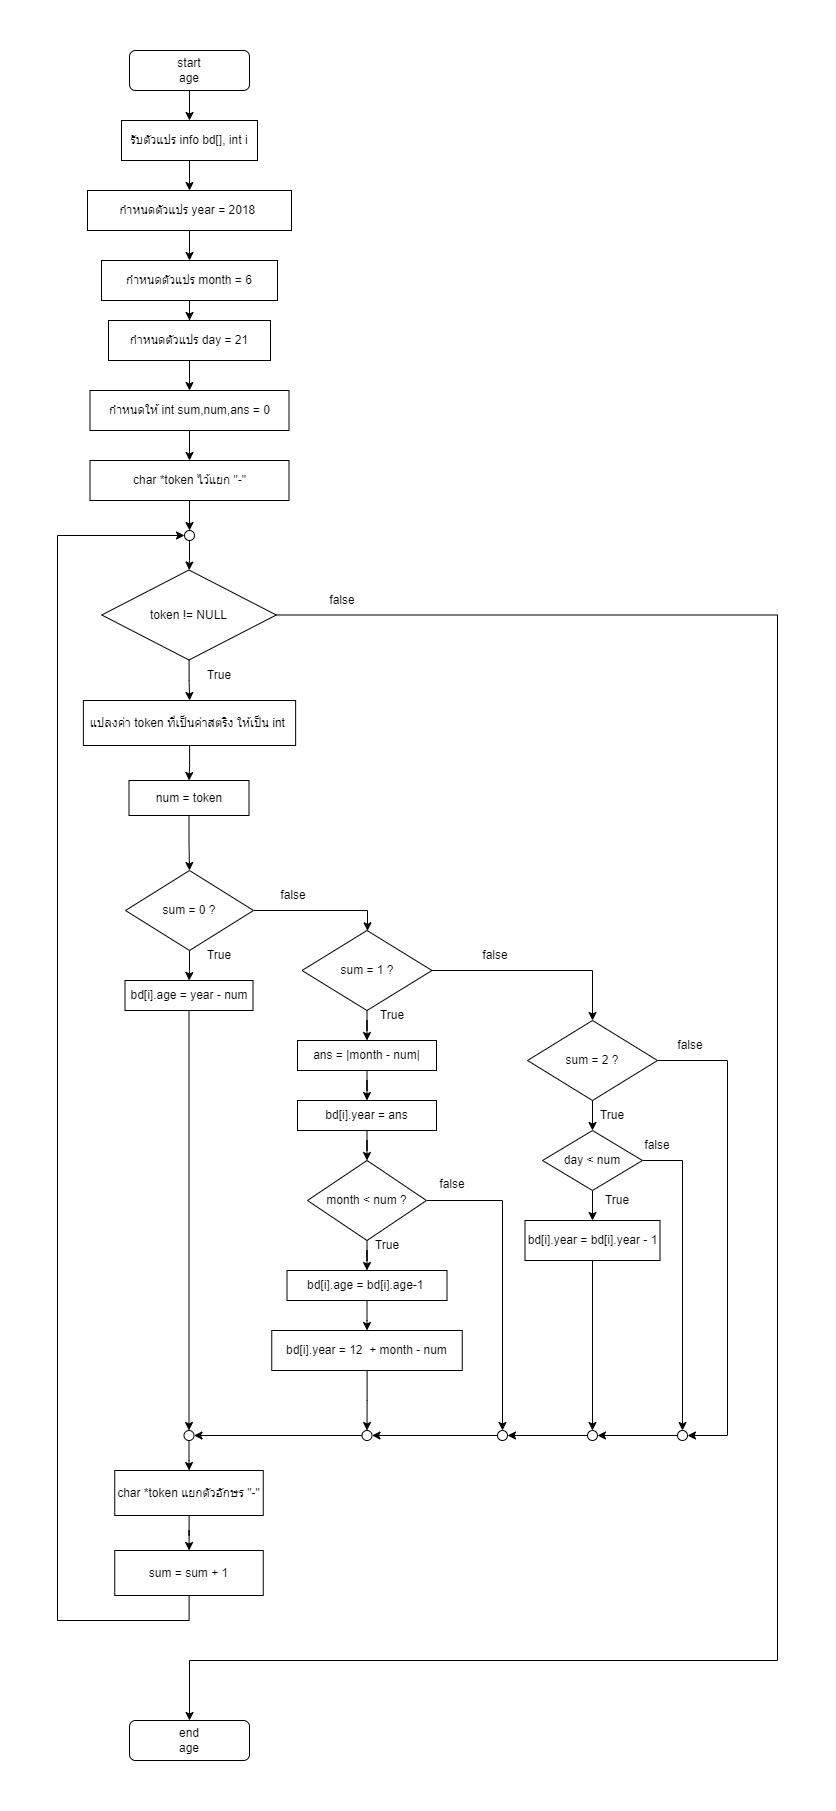 start
age
รับตัวแปร info bd[], int i
กำหนดตัวแปร year = 2018
กำหนดตัวแปร month = 6
กำหนดตัวแปร day = 21
กำหนดให้ int sum,num,ans = 0
char *token ไว้แยก "-"
token != NULL
false
True
แปลงค่า token ที่เป็นค่าสตริง ให้เป็น int
num = token
sum = 0 ?
false
True
bd[i].age = year - num
sum = 1 ?
false
True
ans = |month - num|
bd[i].year = ans
month < num ?
false
True
bd[i].age = bd[i].age-1
bd[i].year = 12  + month - num
sum = 2 ?
false
True
day < num
false
True
bd[i].year = bd[i].year - 1
char *token แยกตัวอักษร "-"
sum = sum + 1
end
age